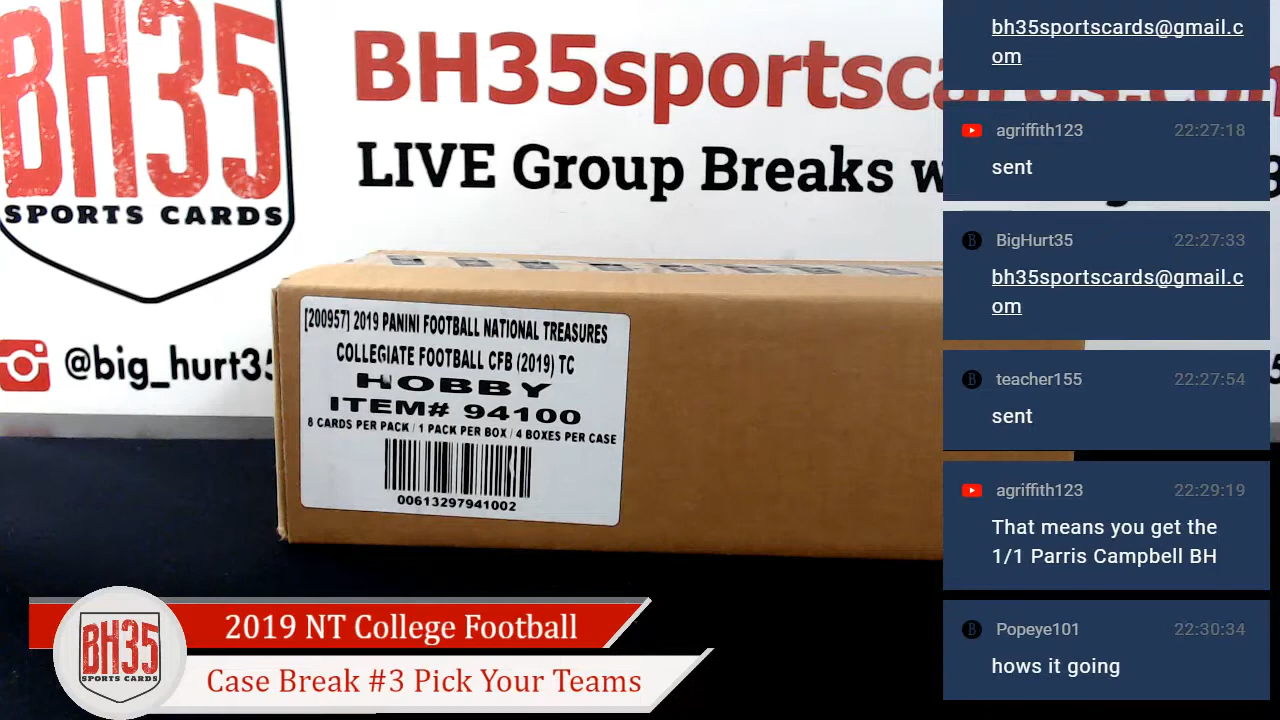 BH35
SPORTS CARDS
BH35sportscards.com
LIVE Group Breaks
@big_hurt35
[200957] 2019 PANINI FOOTBALL NATIONAL TREASURES
COLLEGIATE FOOTBALL CFB (2019) TC
HOBBY
ITEM# 94100
8 CARDS PER PACK / 1 PACK PER BOX / 4 BOXES PER CASE
00613297941002
BH35
SPORTS CARDS
2019 NT College Football
Case Break #3 Pick Your Teams
bh35sportscards@gmail.c
om
agriffith123 22:27:18
sent
BigHurt35 22:27:33
bh35sportscards@gmail.c
om
teacher155 22:27:54
sent
agriffith123 22:29:19
That means you get the
1/1 Parris Campbell BH
Popeye101 22:30:34
hows it going